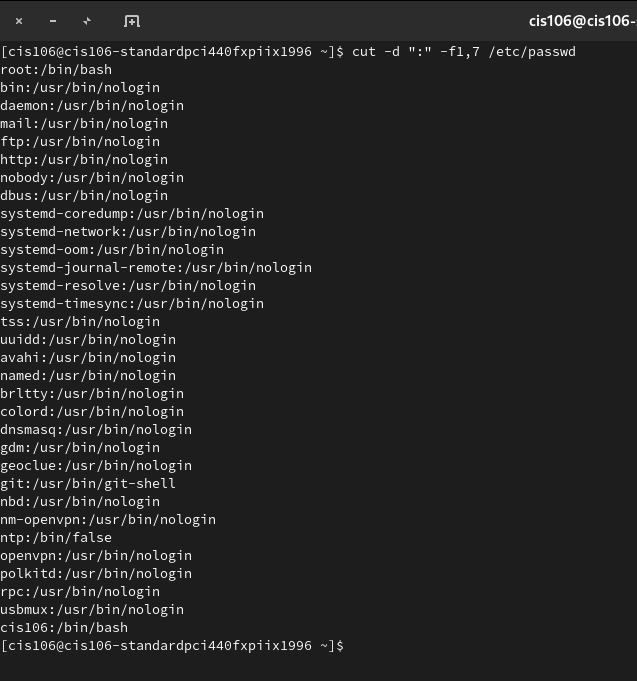 cis106@cis106-
[cis106@cis106-standardpci440fxpiix1996 ~]$ cut -d ":" -f1,7 /etc/passwd
root:/bin/bash
bin:/usr/bin/nologin
daemon:/usr/bin/nologin
mail:/usr/bin/nologin
ftp:/usr/bin/nologin
http:/usr/bin/nologin
nobody:/usr/bin/nologin
dbus:/usr/bin/nologin
systemd-coredump:/usr/bin/nologin
systemd-network:/usr/bin/nologin
systemd-oom:/usr/bin/nologin
systemd-journal-remote:/usr/bin/nologin
systemd-resolve:/usr/bin/nologin
systemd-timesync:/usr/bin/nologin
tss:/usr/bin/nologin
uuidd:/usr/bin/nologin
avahi:/usr/bin/nologin
named:/usr/bin/nologin
brltty:/usr/bin/nologin
colord:/usr/bin/nologin
dnsmasq:/usr/bin/nologin
gdm:/usr/bin/nologin
geoclue:/usr/bin/nologin
git:/usr/bin/git-shell
nbd:/usr/bin/nologin
nm-openvpn:/usr/bin/nologin
ntp:/bin/false
openvpn:/usr/bin/nologin
polkitd:/usr/bin/nologin
rpc:/usr/bin/nologin
usbmux:/usr/bin/nologin
cis106:/bin/bash
[cis106@cis106-standardpci440fxpiix1996 ~]$